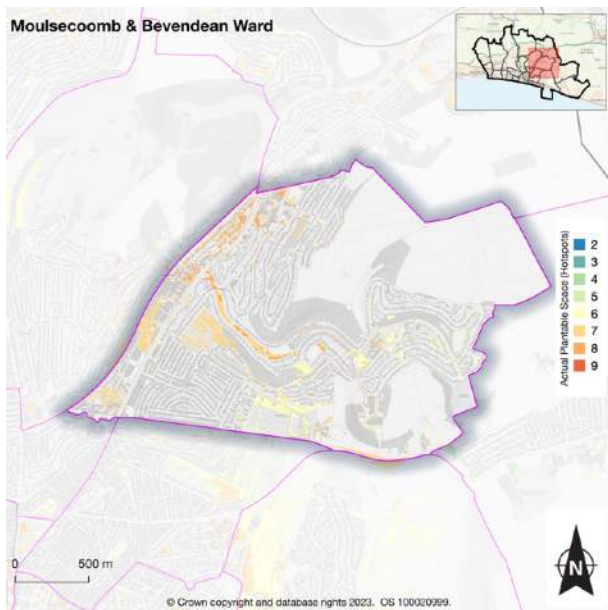 Moulsecoomb & Bevendean Ward
Actual Plantable Space (Hotspots)
2
3
4
5
6
7
8
9
0 500 m
N
© Crown copyright and database rights 2023. OS 100020999.